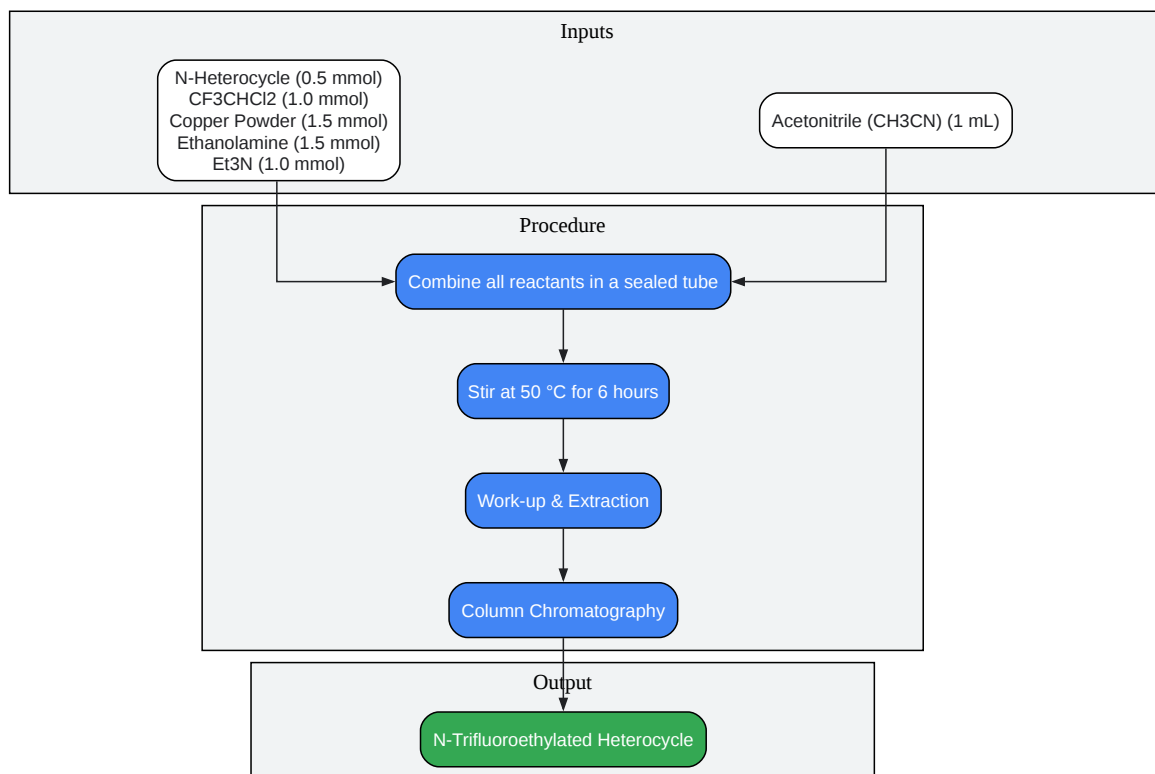 Inputs
N-Heterocycle (0.5 mmol)
CF3CHCl2 (1.0 mmol)
Copper Powder (1.5 mmol)
Ethanolamine (1.5 mmol)
Et3N (1.0 mmol)
Acetonitrile (CH3CN) (1 mL)
Procedure
Combine all reactants in a sealed tube
Stir at 50 °C for 6 hours
Work-up & Extraction
Column Chromatography
Output
N-Trifluoroethylated Heterocycle